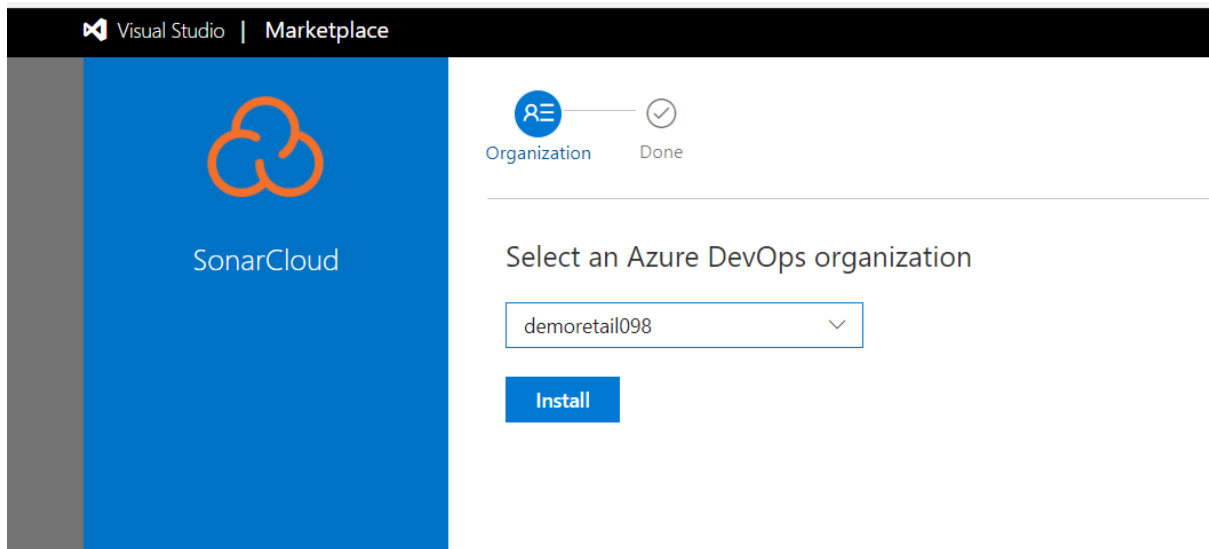 Visual Studio | Marketplace
SonarCloud
Organization
Done
Select an Azure DevOps organization
demoretail098
Install